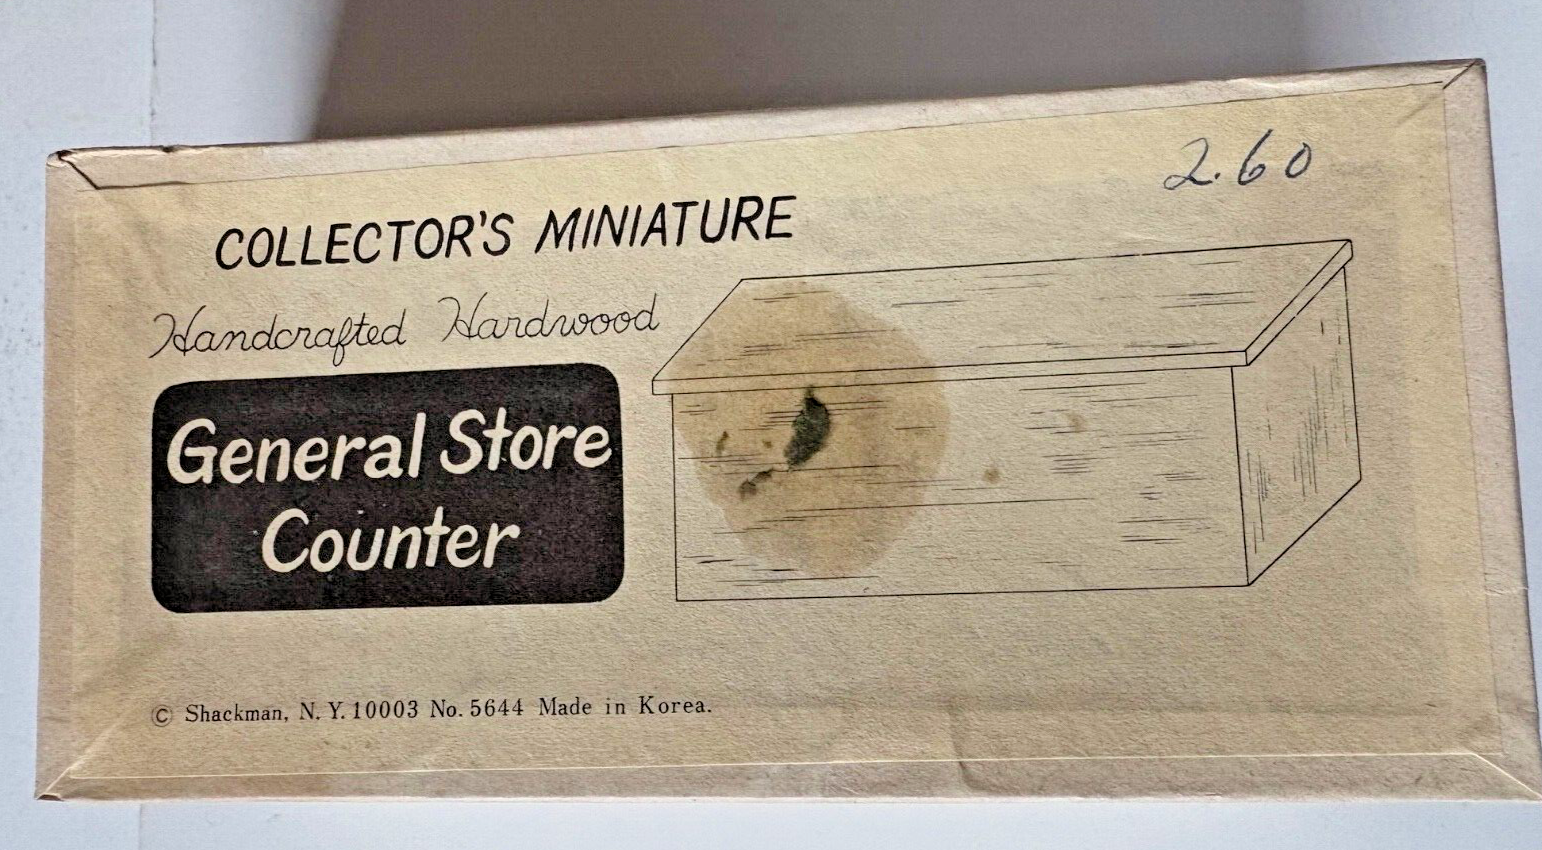 2.60
COLLECTOR'S MINIATURE
Handcrafted Hardwood
General Store
Counter
© Shackman, N. Y. 10003 No. 5644 Made in Korea.